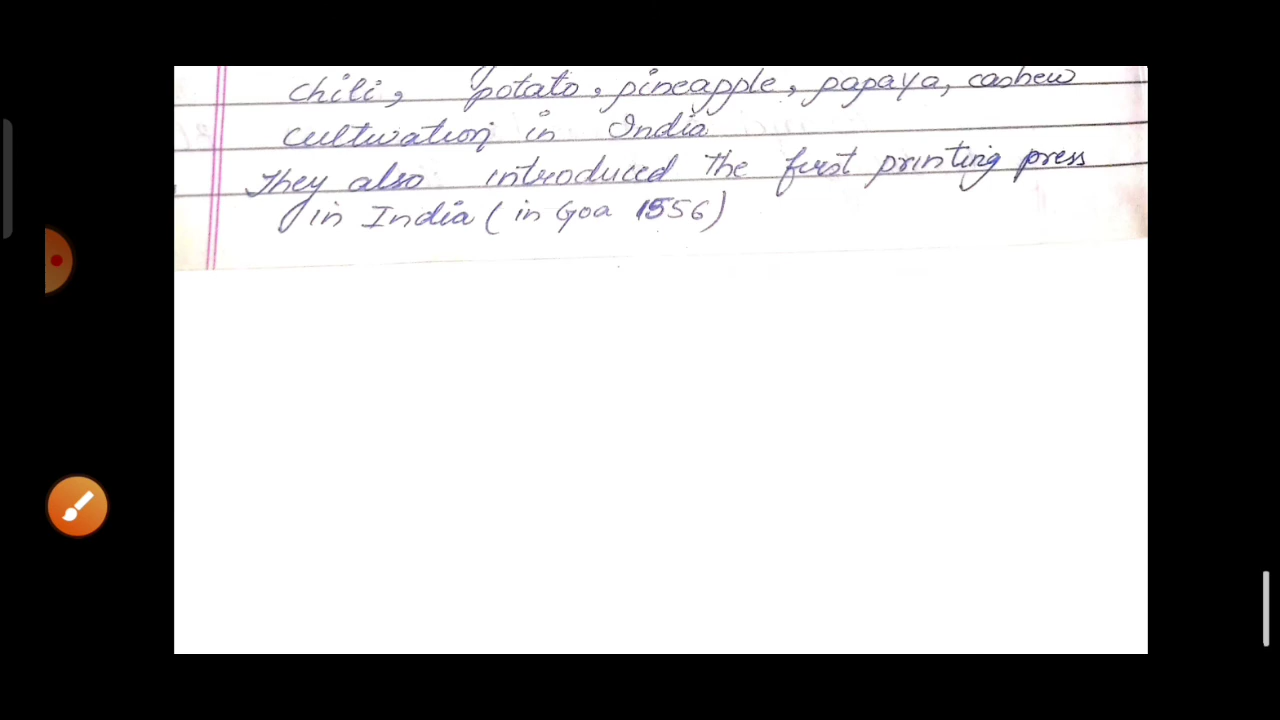 chili, potato, pineapple, papaya, cashew
cultivation in India
They also introduced the first printing press
in India (in Goa 1556)